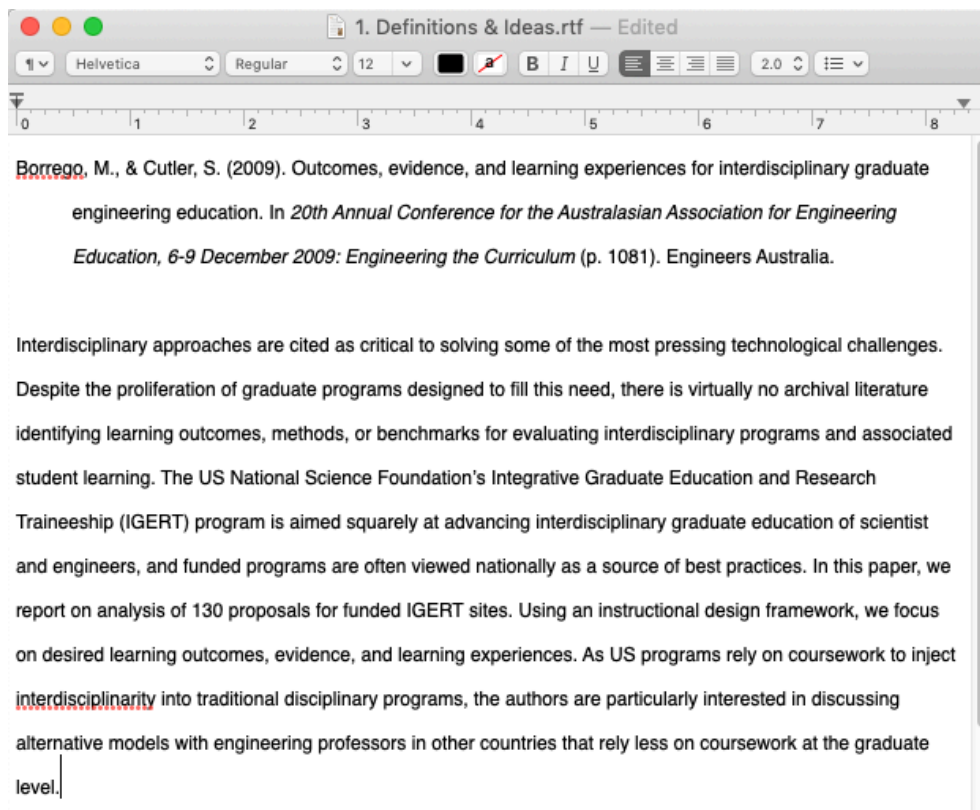 1. Definitions & Ideas.rtf — Edited
¶ Helvetica Regular 12 a B I U 2.0
0 1 2 3 4 5 6 7 8
Borrego, M., & Cutler, S. (2009). Outcomes, evidence, and learning experiences for interdisciplinary graduate
engineering education. In 20th Annual Conference for the Australasian Association for Engineering
Education, 6-9 December 2009: Engineering the Curriculum (p. 1081). Engineers Australia.
Interdisciplinary approaches are cited as critical to solving some of the most pressing technological challenges.
Despite the proliferation of graduate programs designed to fill this need, there is virtually no archival literature
identifying learning outcomes, methods, or benchmarks for evaluating interdisciplinary programs and associated
student learning. The US National Science Foundation’s Integrative Graduate Education and Research
Traineeship (IGERT) program is aimed squarely at advancing interdisciplinary graduate education of scientist
and engineers, and funded programs are often viewed nationally as a source of best practices. In this paper, we
report on analysis of 130 proposals for funded IGERT sites. Using an instructional design framework, we focus
on desired learning outcomes, evidence, and learning experiences. As US programs rely on coursework to inject
interdisciplinarity into traditional disciplinary programs, the authors are particularly interested in discussing
alternative models with engineering professors in other countries that rely less on coursework at the graduate
level.